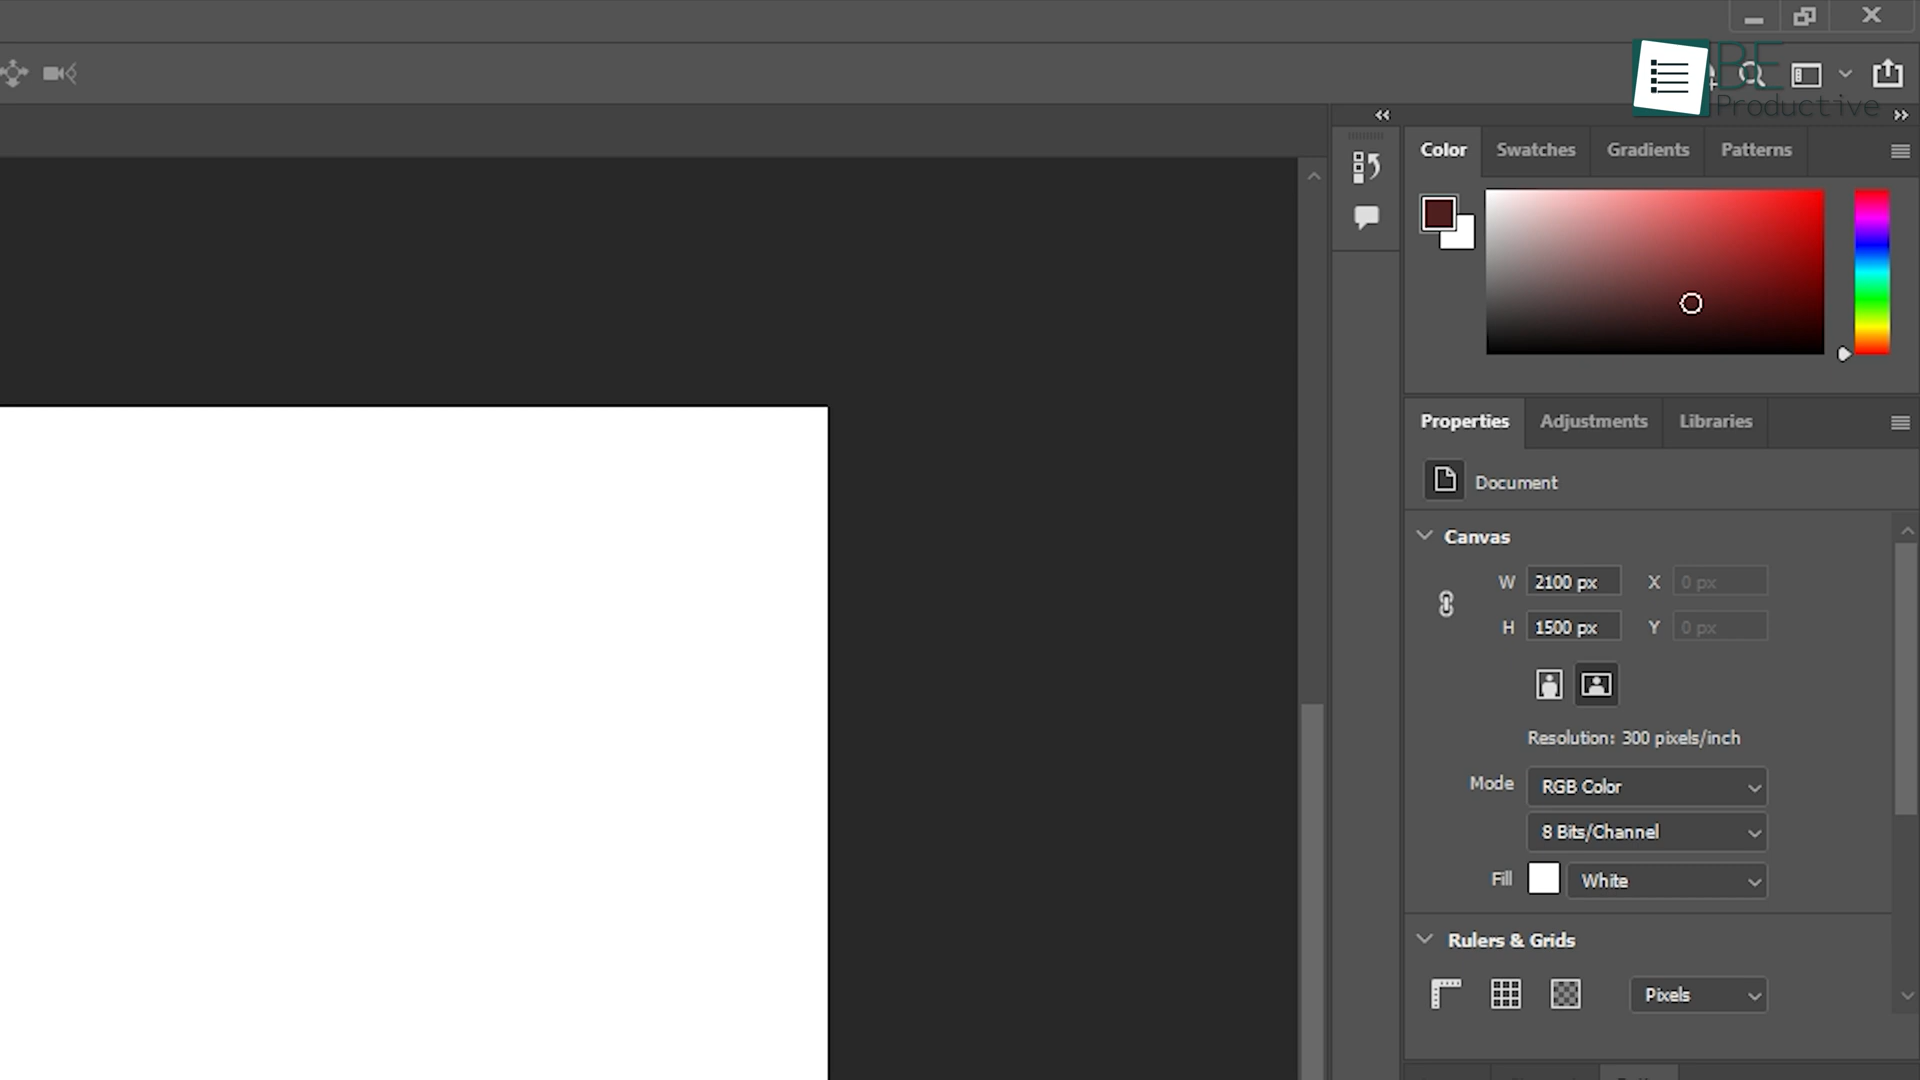 BE
Productive
Color Swatches Gradients Patterns
Properties Adjustments Libraries
Document
Canvas
W 2100 px X 0 px
H 1500 px Y 0 px
Resolution: 300 pixels/inch
Mode RGB Color
8 Bits/Channel
Fill White
Rulers & Grids
Pixels